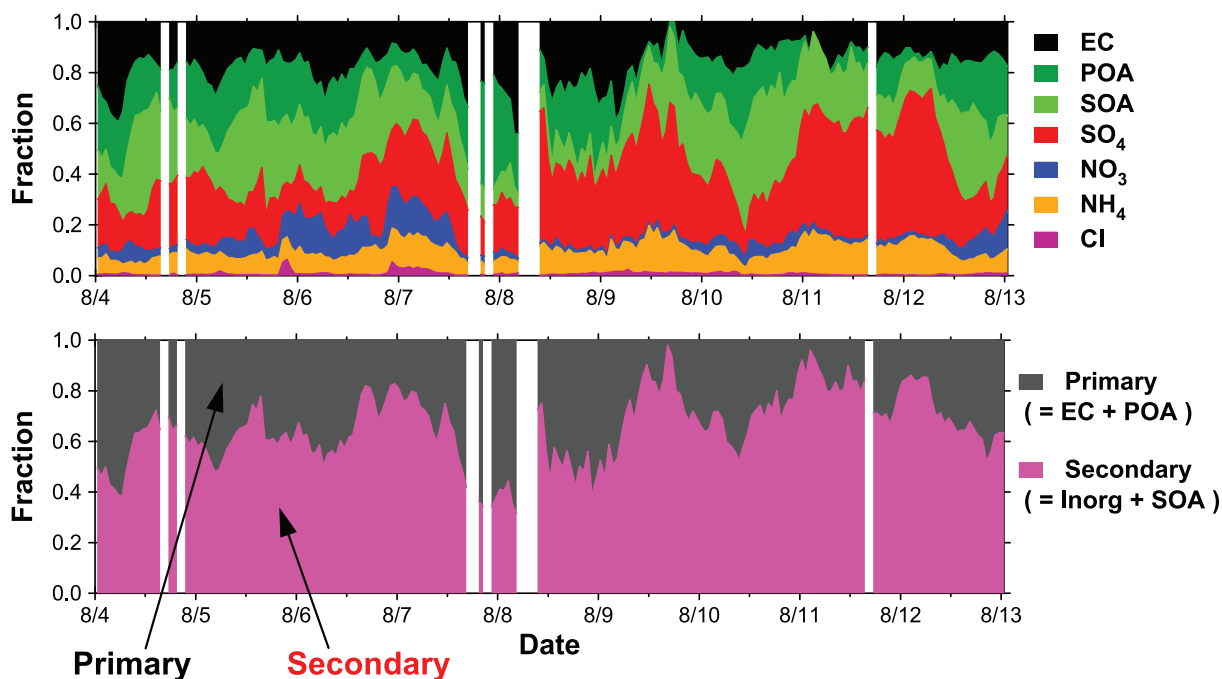 1.0
0.8
0.6
0.4
0.2
0.0
Fraction
8/4 8/5 8/6 8/7 8/8 8/9 8/10 8/11 8/12 8/13
EC
POA
SOA
SO4
NO3
NH4
Cl
1.0
0.8
0.6
0.4
0.2
0.0
Fraction
8/4 8/5 8/6 8/7 8/8 8/9 8/10 8/11 8/12 8/13
Date
Primary
( = EC + POA )
Secondary
( = Inorg + SOA )
Primary Secondary